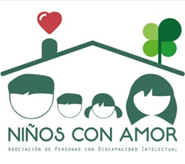 NIÑOS CON AMOR
ASOCIACIÓN DE PERSONAS CON DISCAPACIDAD INTELECTUAL